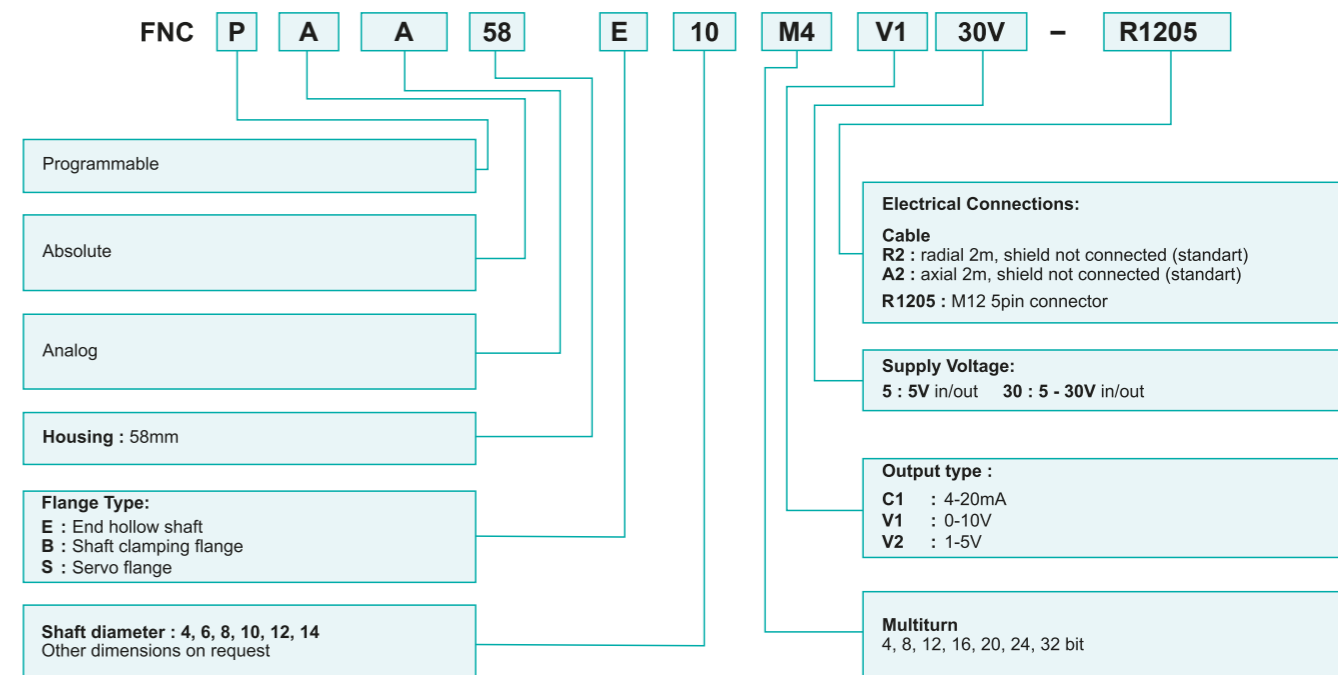 FNC P A A 58 E 10 M4 V1 30V – R1205
Programmable
Absolute
Analog
Housing : 58mm
Flange Type:
E : End hollow shaft
B : Shaft clamping flange
S : Servo flange
Shaft diameter : 4, 6, 8, 10, 12, 14
Other dimensions on request
Electrical Connections:
Cable
R2 : radial 2m, shield not connected (standart)
A2 : axial 2m, shield not connected (standart)
R1205 : M12 5pin connector
Supply Voltage:
5 : 5V in/out 30 : 5 - 30V in/out
Output type :
C1 : 4-20mA
V1 : 0-10V
V2 : 1-5V
Multiturn
4, 8, 12, 16, 20, 24, 32 bit